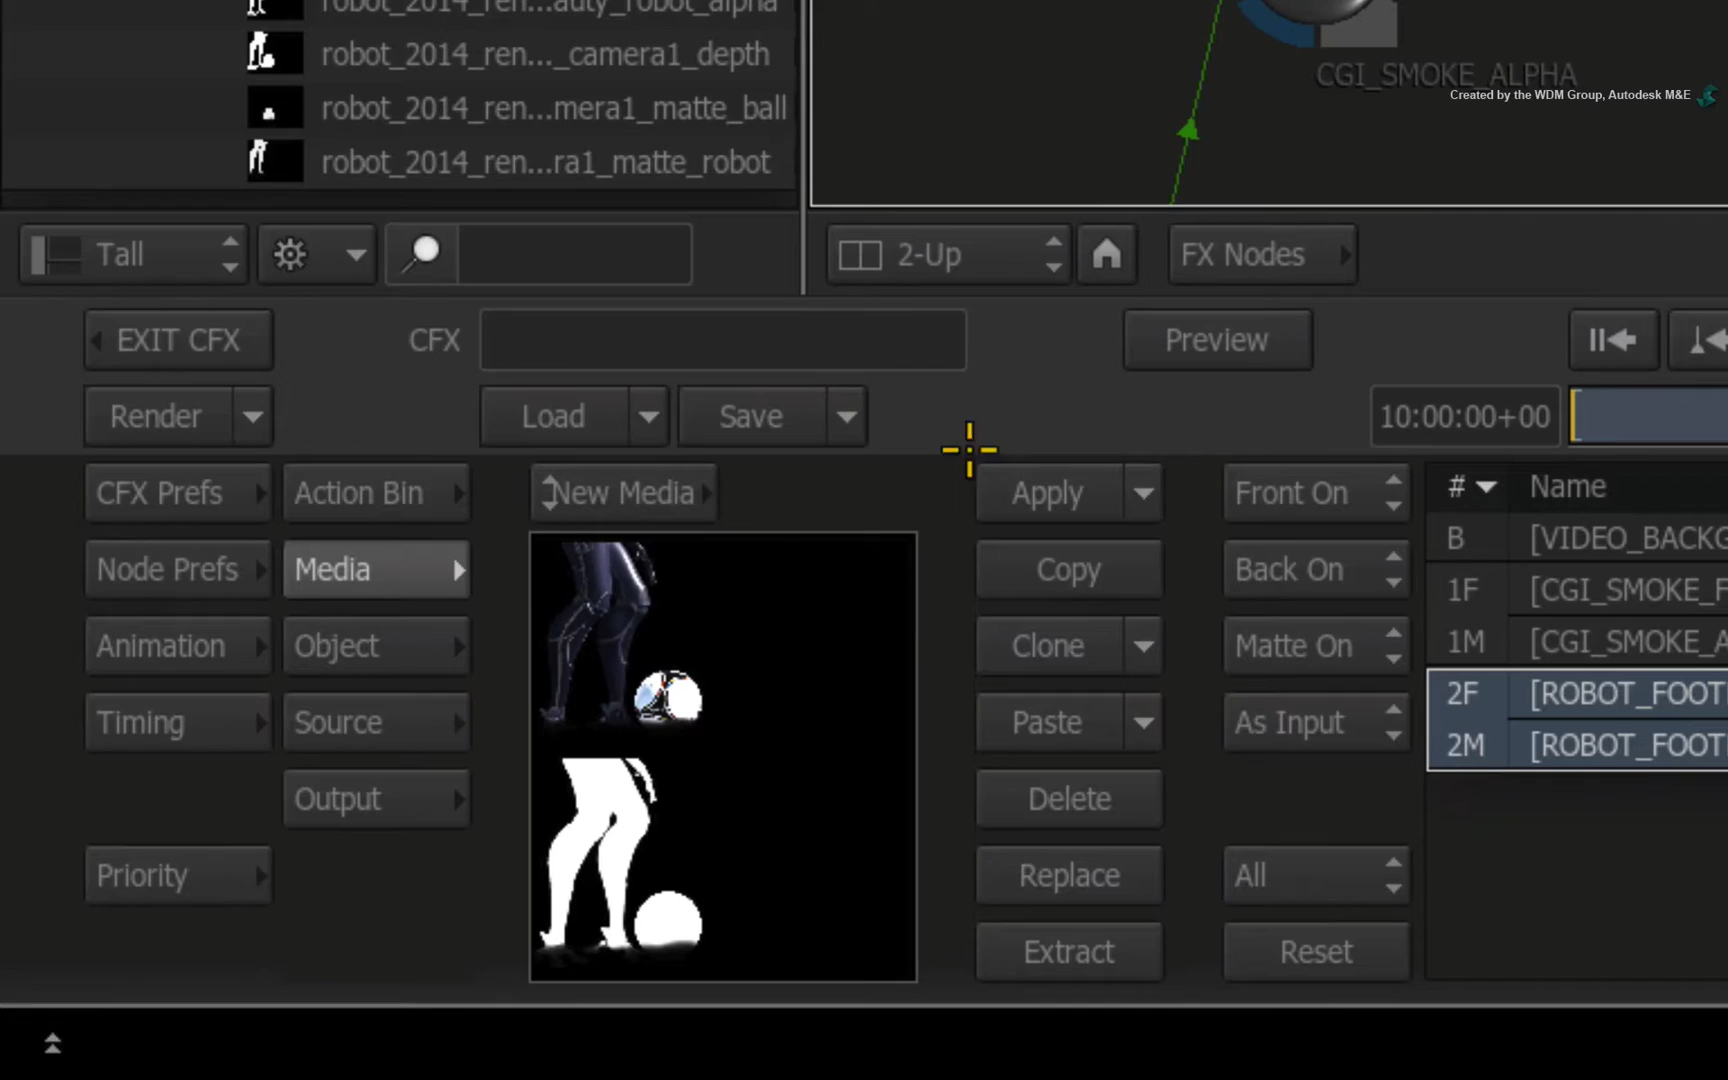 robot_2014_ren...auty_robot_alpha
robot_2014_ren..._camera1_depth
robot_2014_ren...mera1_matte_ball
robot_2014_ren...ra1_matte_robot
CGI_SMOKE_ALPHA
Created by the WDM Group, Autodesk M&E
Tall
2-Up
FX Nodes
EXIT CFX
CFX
Preview
Render
Load
Save
10:00:00+00
CFX Prefs
Action Bin
New Media
Apply
Front On
# Name
Node Prefs
Media
Copy
Back On
B [VIDEO_BACKG
1F [CGI_SMOKE_F
Animation
Object
Clone
Matte On
1M [CGI_SMOKE_A
2F [ROBOT_FOOT
Timing
Source
Paste
As Input
2M [ROBOT_FOOT
Output
Delete
Priority
Replace
All
Extract
Reset